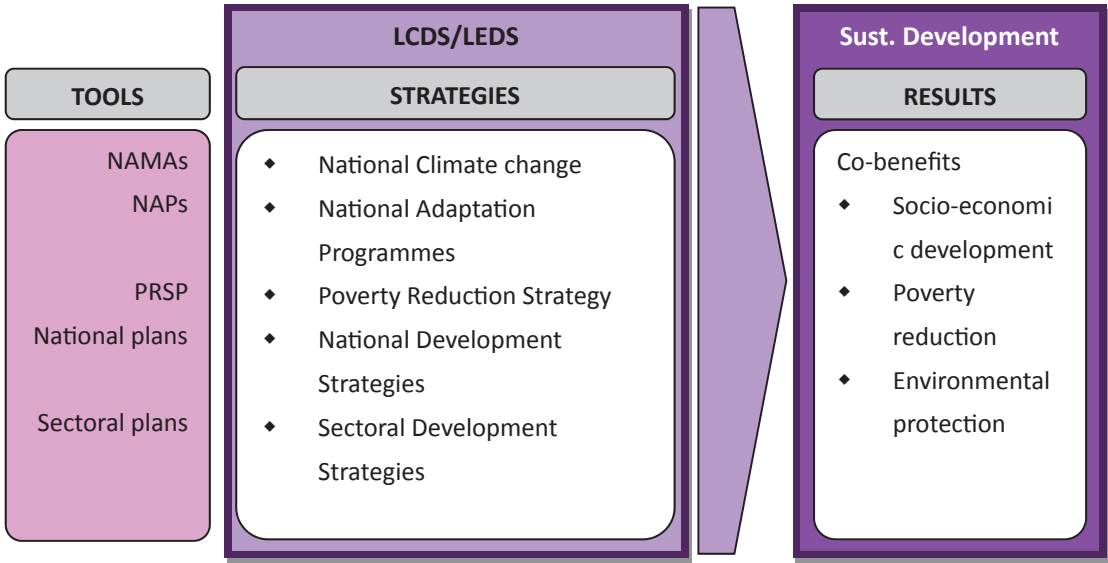 TOOLS
NAMAs
NAPs
PRSP
National plans
Sectoral plans
LCDS/LEDS
STRATEGIES
◆ National Climate change
◆ National Adaptation
Programmes
◆ Poverty Reduction Strategy
◆ National Development
Strategies
◆ Sectoral Development
Strategies
Sust. Development
RESULTS
Co-benefits
◆ Socio-economi
c development
◆ Poverty
reduction
◆ Environmental
protection